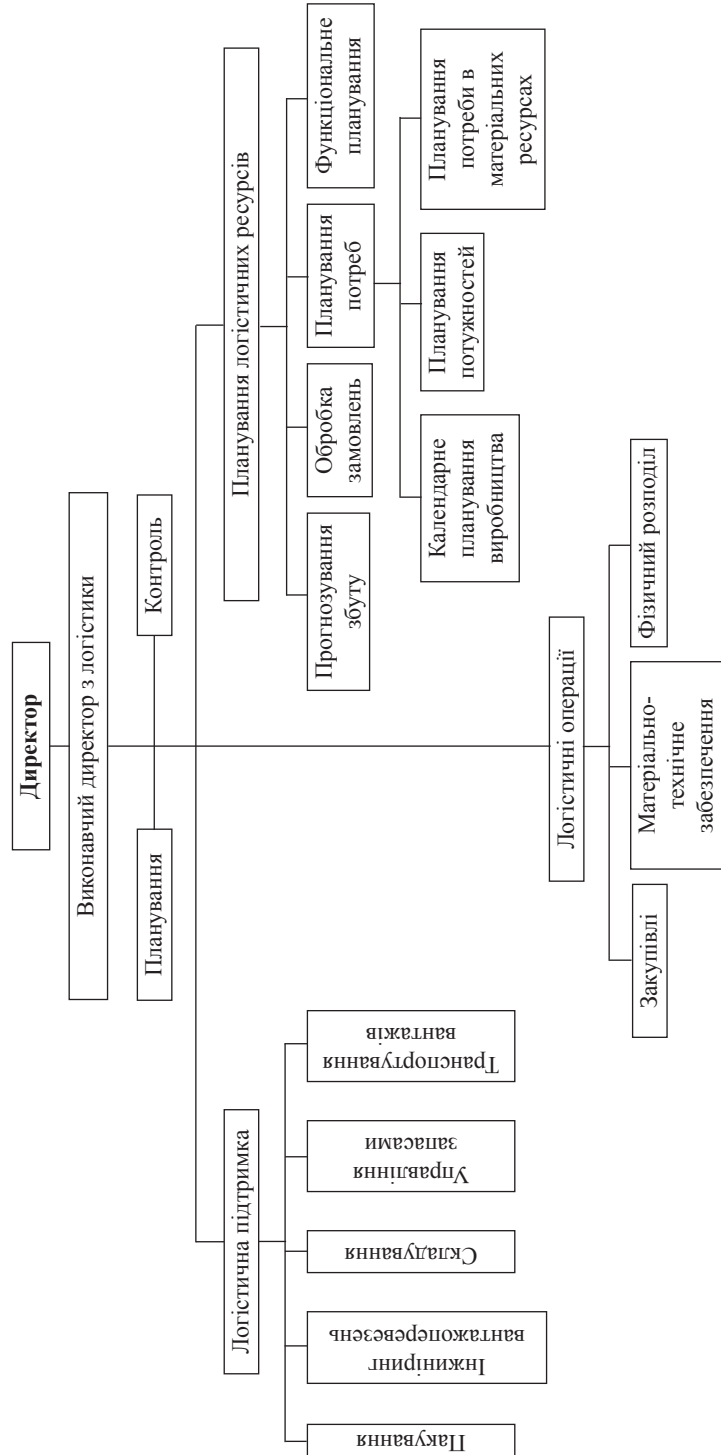 Директор
Виконавчий директор з логістики
Планування
Контроль
Логістична підтримка
Планування логістичних ресурсів
Пакування
Інжиніринг
вантажоперевезень
Складування
Управління
запасами
Транспортування
вантажів
Прогнозування
збуту
Обробка
замовлень
Планування
потреб
Функціональне
планування
Календарне
планування
виробництва
Планування
потужностей
Планування
потреби в
матеріальних
ресурсах
Логістичні операції
Закупівлі
Матеріально-
технічне
забезпечення
Фізичний розподіл